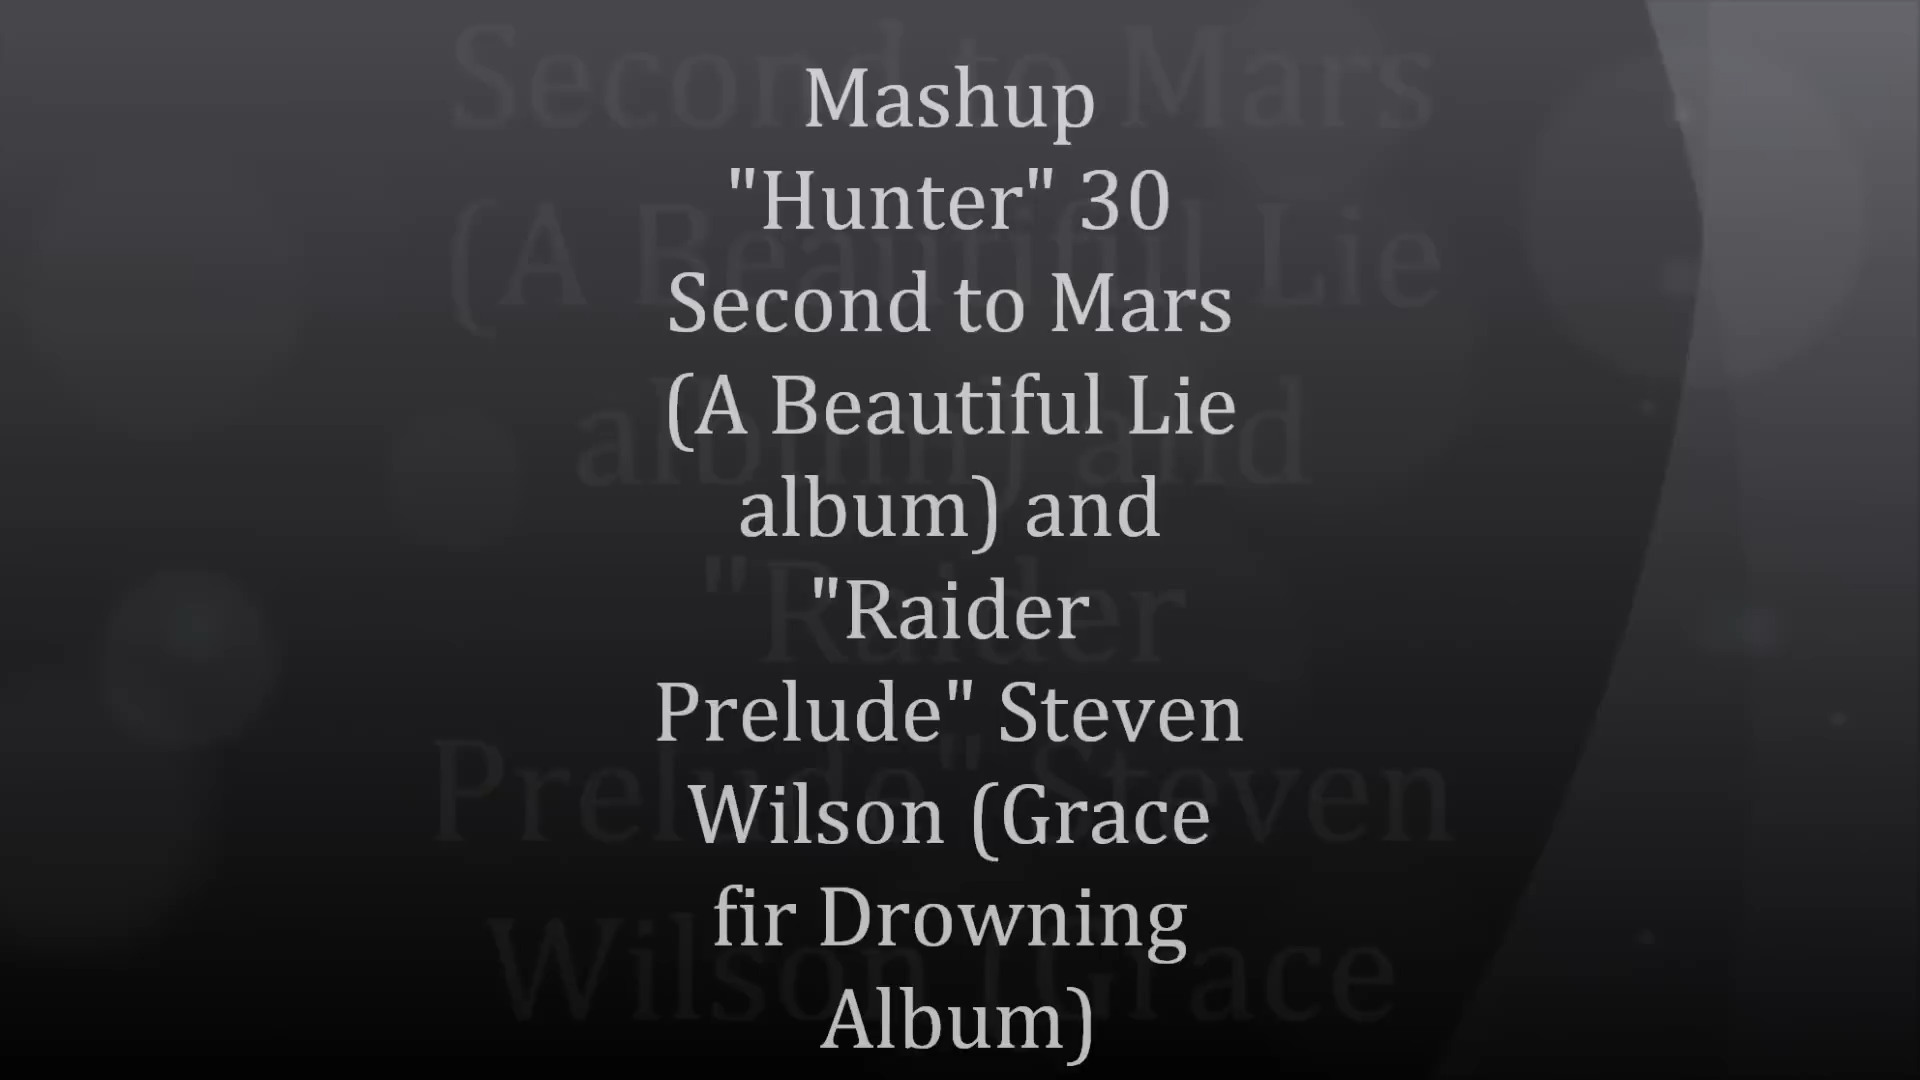 Mashup
"Hunter" 30
Second to Mars
(A Beautiful Lie
album) and
"Raider
Prelude" Steven
Wilson (Grace
fir Drowning
Album)